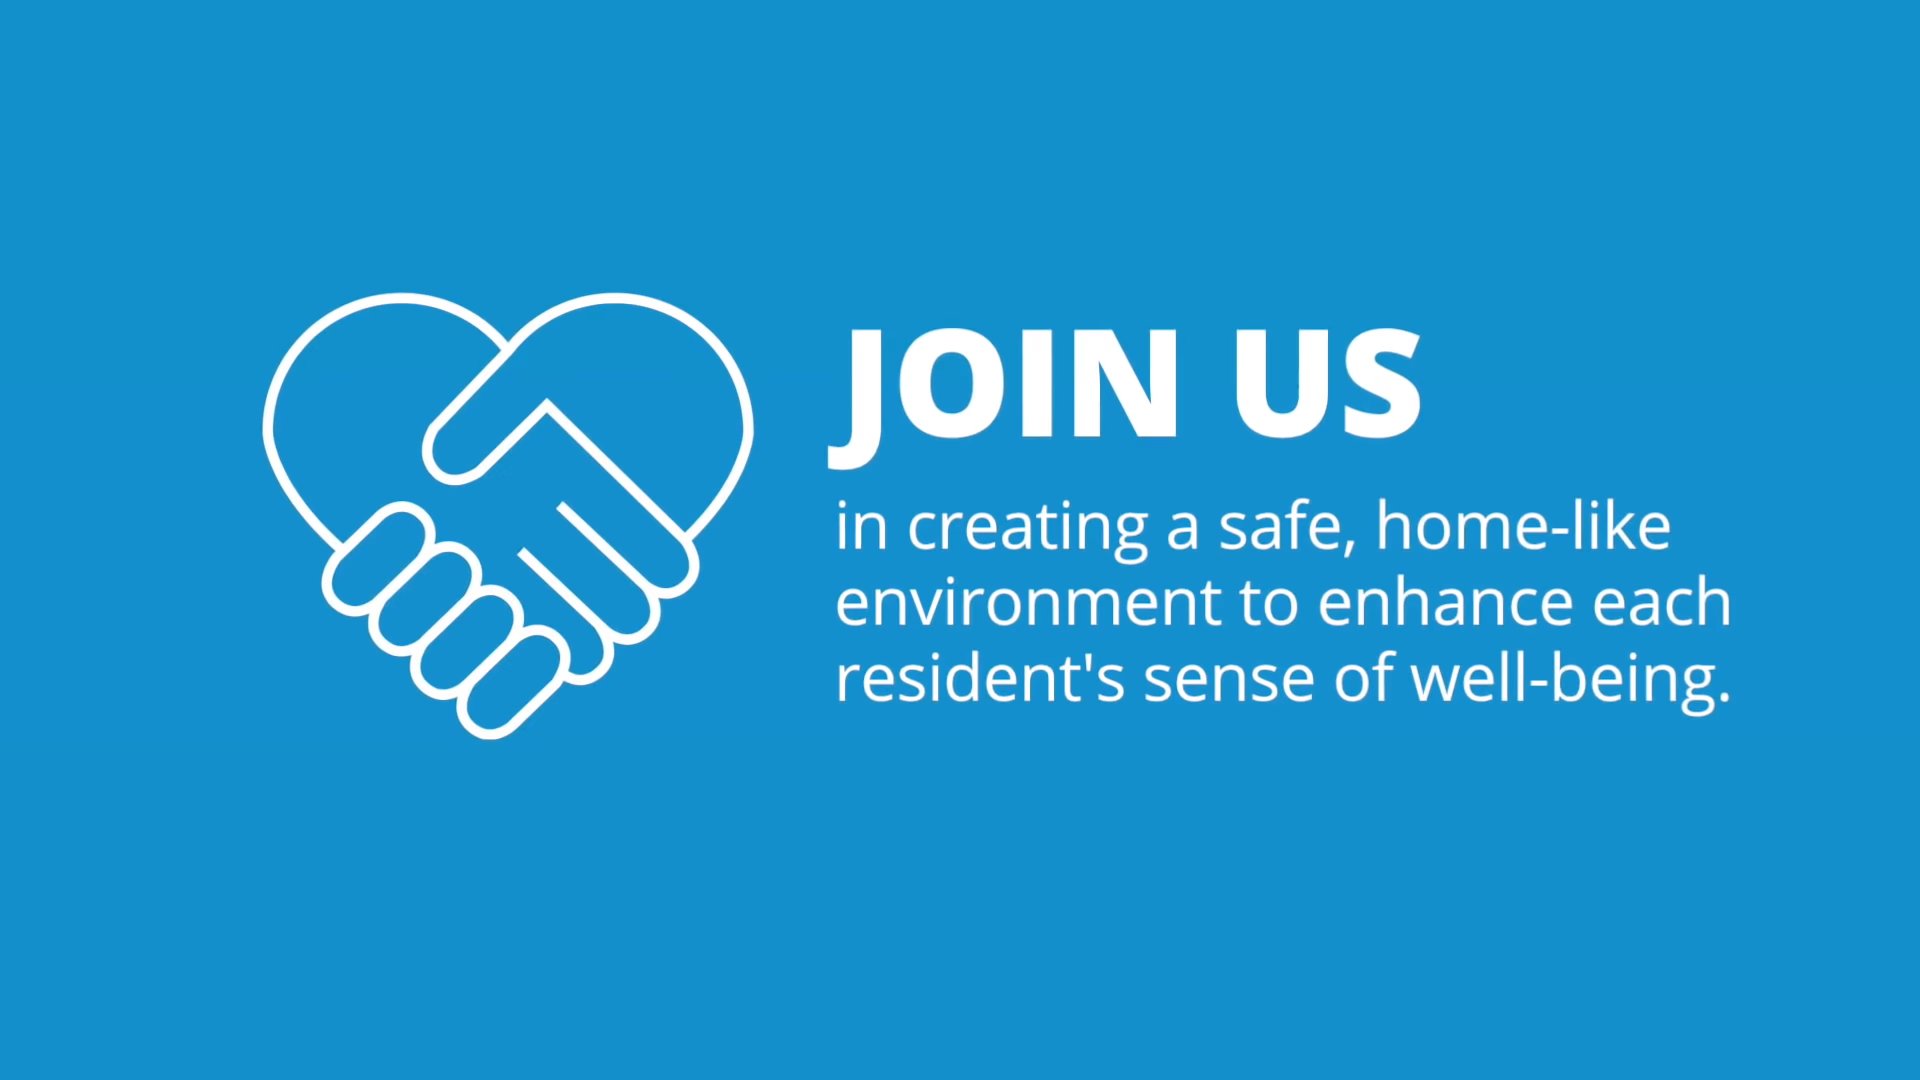 JOIN US
in creating a safe, home-like
environment to enhance each
resident's sense of well-being.